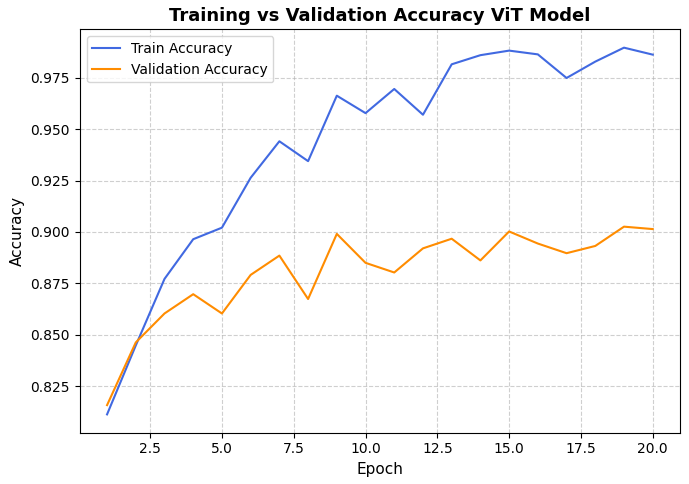 Training vs Validation Accuracy ViT Model
Train Accuracy
Validation Accuracy
0.975
0.950
0.925
0.900
0.875
0.850
0.825
Accuracy
2.5 5.0 7.5 10.0 12.5 15.0 17.5 20.0
Epoch